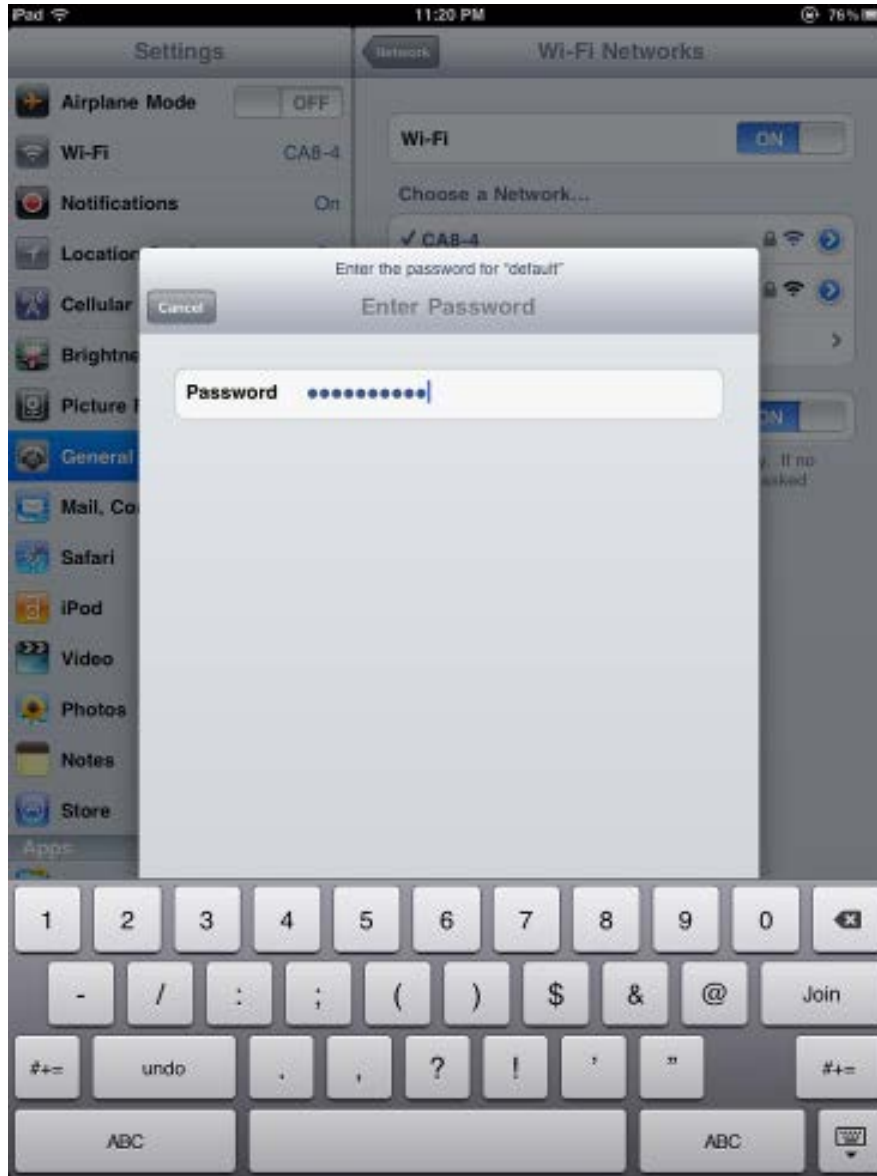 iPad 11:20 PM 76%
Settings
Network Wi-Fi Networks
Airplane Mode OFF
Wi-Fi CA8-4
Notifications On
Location
Cellular
Brightne
Picture F
General
Mail, Co
Safari
iPod
Video
Photos
Notes
Store
Apps
Wi-Fi ON
Choose a Network...
✓ CA8-4
ON
y. If no
asked
Enter the password for "default"
Cancel Enter Password
Password ••••••••••
1 2 3 4 5 6 7 8 9 0
- / : ; ( ) $ & @ Join
#+= undo . , ? ! ' " #+=
ABC ABC